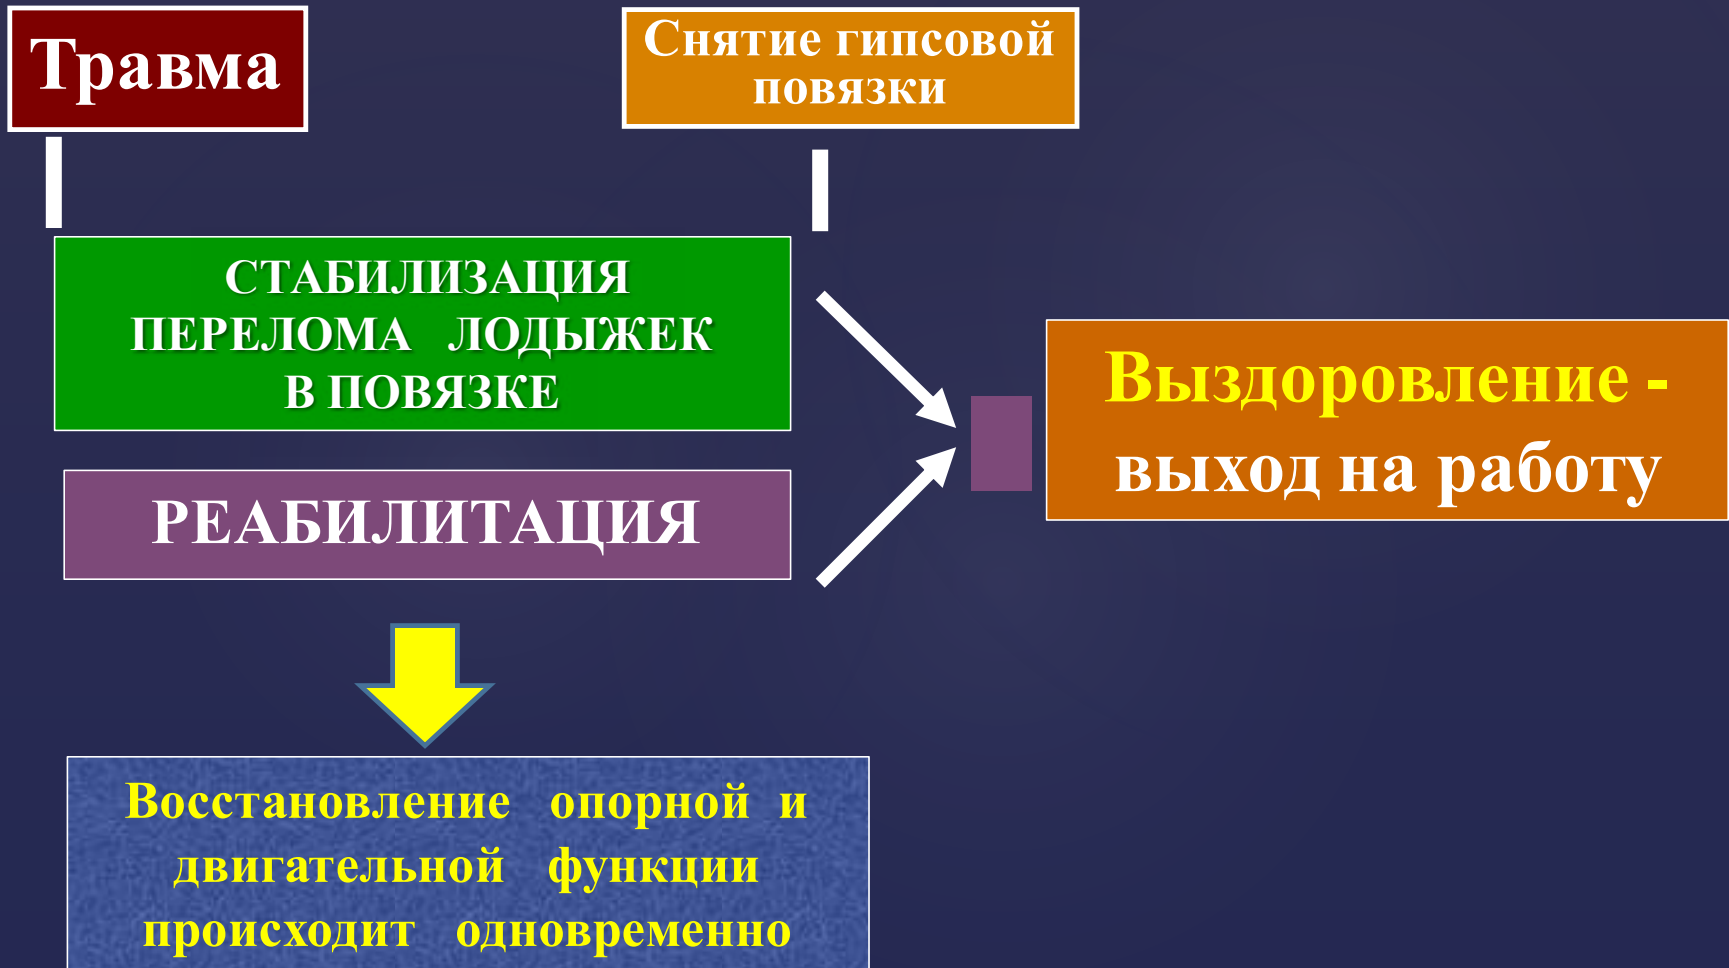 Травма
Снятие гипсовой
повязки
СТАБИЛИЗАЦИЯ
ПЕРЕЛОМА ЛОДЫЖЕК
В ПОВЯЗКЕ
РЕАБИЛИТАЦИЯ
Выздоровление -
выход на работу
Восстановление опорной и
двигательной функции
происходит одновременно